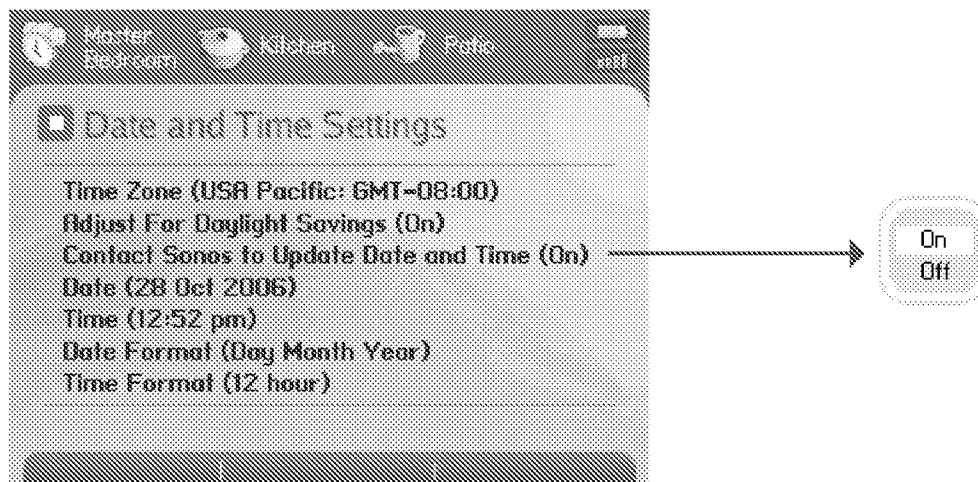 Master
Bedroom
Kitchen
Patio
Date and Time Settings
Time Zone (USA Pacific: GMT-08:00)
Adjust For Daylight Savings (On)
Contact Sonos to Update Date and Time (On)
Date (28 Oct 2006)
Time (12:52 pm)
Date Format (Day Month Year)
Time Format (12 hour)
On
Off